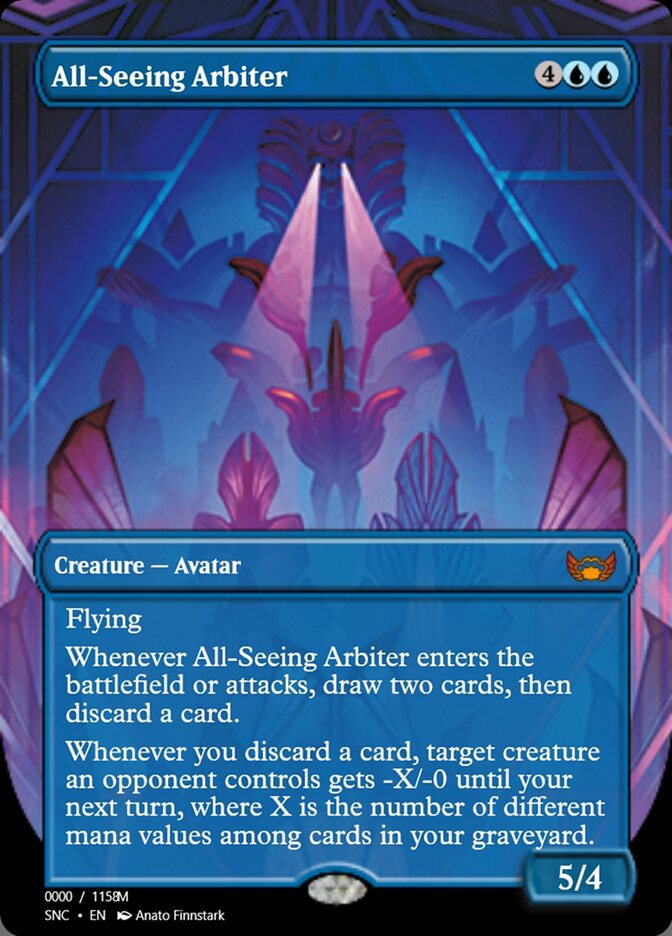 All-Seeing Arbiter 4
Creature — Avatar
Flying
Whenever All-Seeing Arbiter enters the
battlefield or attacks, draw two cards, then
discard a card.
Whenever you discard a card, target creature
an opponent controls gets -X/-0 until your
next turn, where X is the number of different
mana values among cards in your graveyard.
5/4
0000 / 1158M
SNC • EN Anato Finnstark